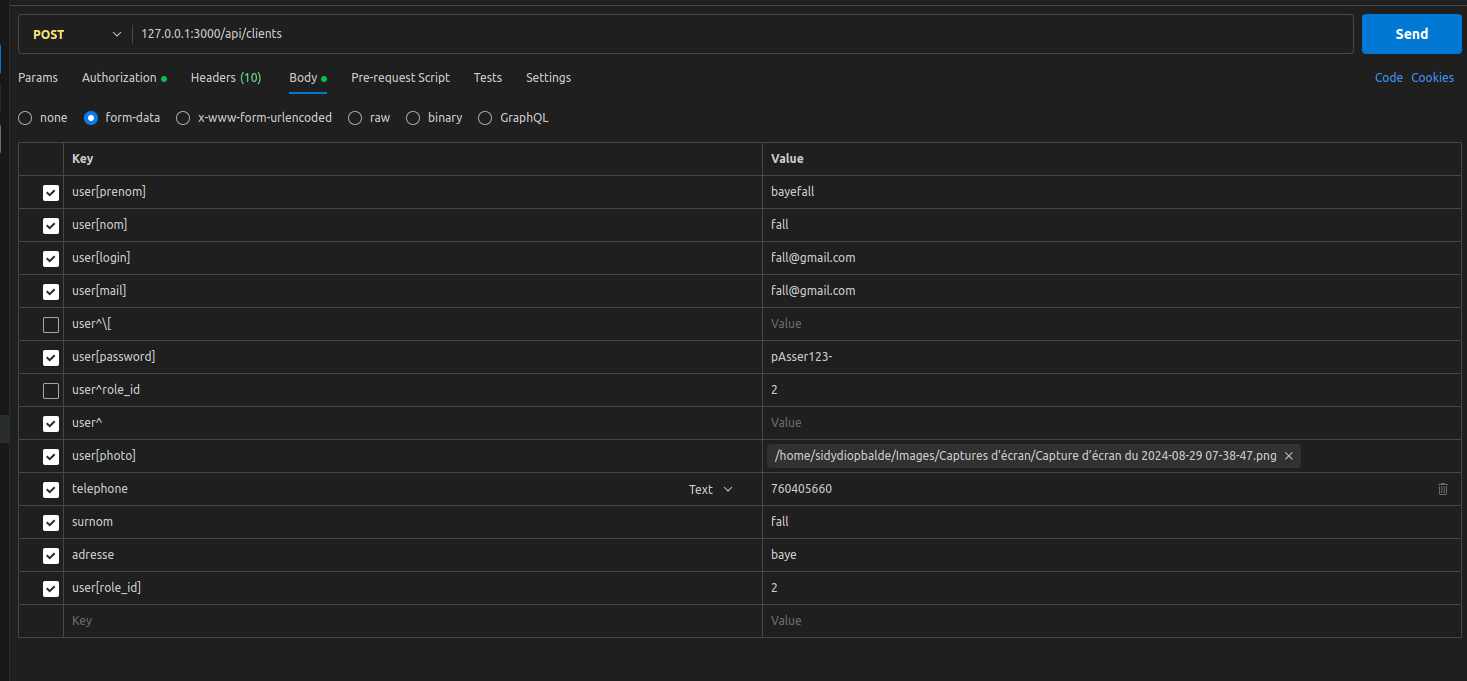 POST 127.0.0.1:3000/api/clients Send
Params Authorization Headers (10) Body Pre-request Script Tests Settings Code Cookies
none form-data x-www-form-urlencoded raw binary GraphQL
Key Value
user[prenom] bayefall
user[nom] fall
user[login] fall@gmail.com
user[mail] fall@gmail.com
user^\[ Value
user[password] pAsser123-
user^role_id 2
user^ Value
user[photo] /home/sidydiopbalde/Images/Captures d’écran/Capture d’écran du 2024-08-29 07-38-47.png ×
telephone Text 760405660
surnom fall
adresse baye
user[role_id] 2
Key Value